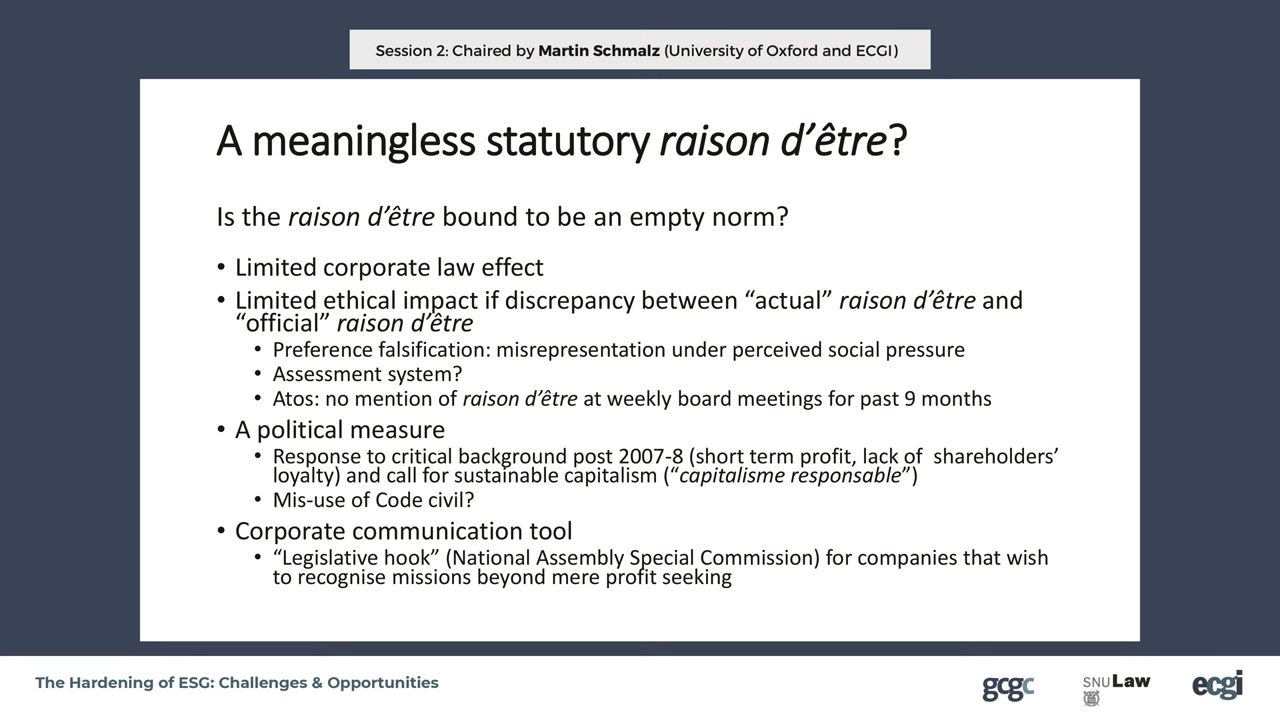 Session 2: Chaired by Martin Schmalz (University of Oxford and ECGI)
A meaningless statutory raison d’être?
Is the raison d’être bound to be an empty norm?
• Limited corporate law effect
• Limited ethical impact if discrepancy between “actual” raison d’être and
“official” raison d’être
• Preference falsification: misrepresentation under perceived social pressure
• Assessment system?
• Atos: no mention of raison d’être at weekly board meetings for past 9 months
• A political measure
• Response to critical background post 2007-8 (short term profit, lack of shareholders’
loyalty) and call for sustainable capitalism (“capitalisme responsable”)
• Mis-use of Code civil?
• Corporate communication tool
• “Legislative hook” (National Assembly Special Commission) for companies that wish
to recognise missions beyond mere profit seeking
The Hardening of ESG: Challenges & Opportunities
gcgc
SNU Law
ecgi